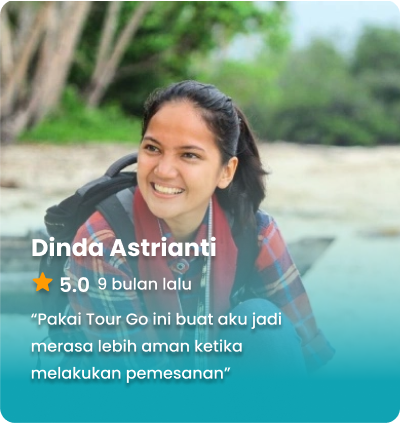 Dinda Astrianti
5.0 9 bulan lalu
“Pakai Tour Go ini buat aku jadi
merasa lebih aman ketika
melakukan pemesanan”